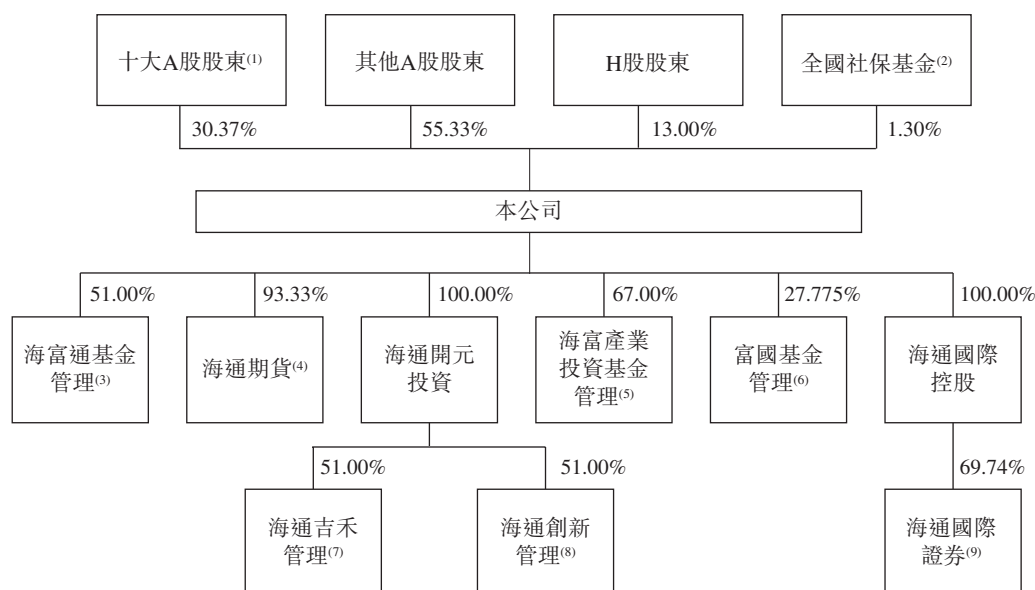 十大A股股東(1)
其他A股股東
H股股東
全國社保基金(2)
30.37%
55.33%
13.00%
1.30%
本公司
51.00%
93.33%
100.00%
67.00%
27.775%
100.00%
海富通基金
管理(3)
海通期貨(4)
海通開元
投資
海富產業
投資基金
管理(5)
富國基金
管理(6)
海通國際
控股
51.00%
51.00%
69.74%
海通吉禾
管理(7)
海通創新
管理(8)
海通國際
證券(9)